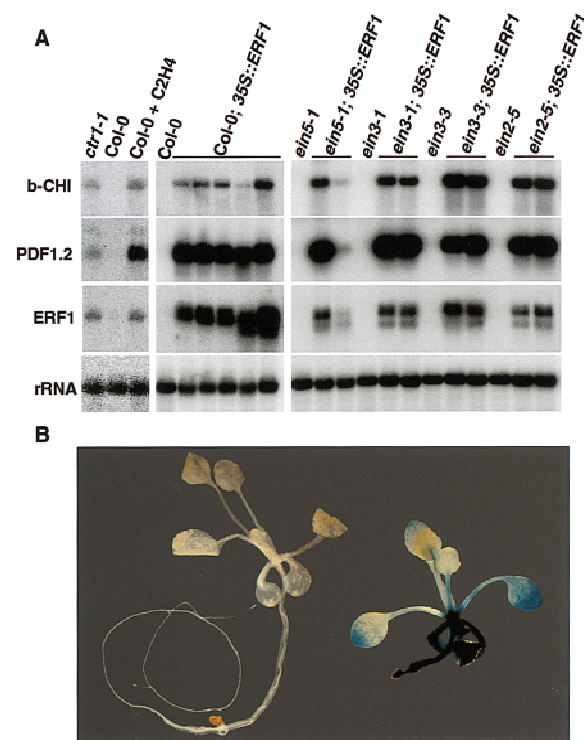 A
ctr1-1
Col-0
Col-0 + C2H4
Col-0
Col-0; 35S::ERF1
ein5-1
ein5-1; 35S::ERF1
ein3-1
ein3-1; 35S::ERF1
ein3-3
ein3-3; 35S::ERF1
ein2-5
ein2-5; 35S::ERF1
b-CHI
PDF1.2
ERF1
rRNA
B